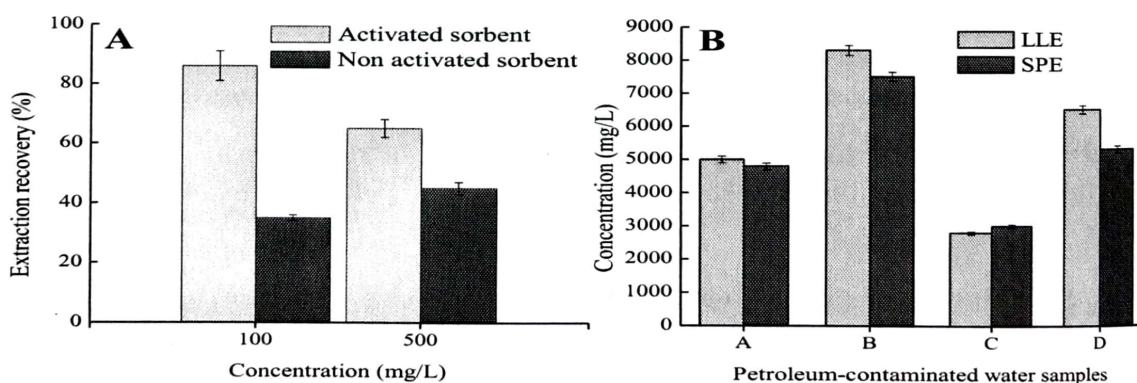 A
Activated sorbent
Non activated sorbent
100
80
60
40
20
0
Extraction recovery (%)
100
500
Concentration (mg/L)
B
LLE
SPE
9000
8000
7000
6000
5000
4000
3000
2000
1000
0
Concentration (mg/L)
A
B
C
D
Petroleum-contaminated water samples